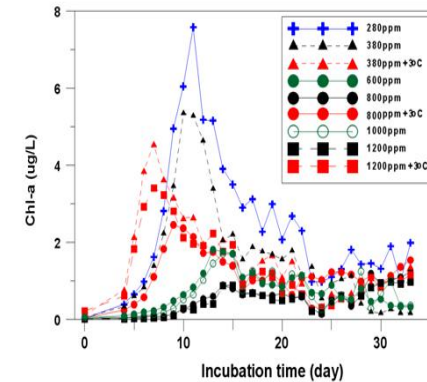 8
6
4
2
0
Chl-a (ug/L)
280ppm
380ppm
380ppm+3oC
600ppm
800ppm
800ppm+3oC
1000ppm
1200ppm
1200ppm+3oC
0 10 20 30
Incubation time (day)